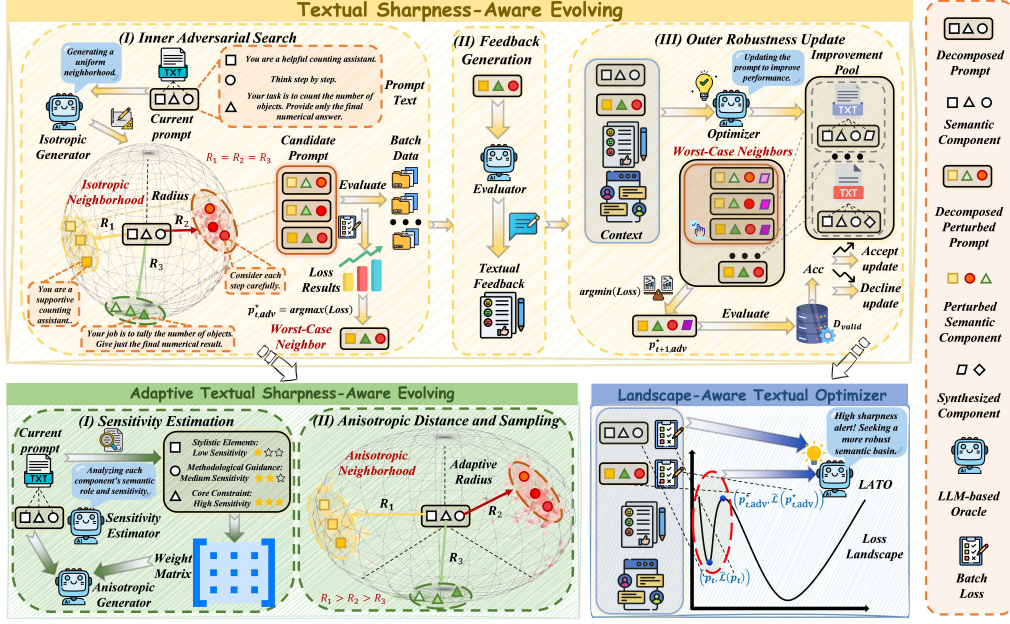 Textual Sharpness-Aware Evolving
(I) Inner Adversarial Search
Generating a
uniform
neighborhood.
TXT
Current
prompt
Isotropic
Generator
You are a helpful counting assistant.
Think step by step.
Your task is to count the number of
objects. Provide only the final
numerical answer.
Prompt
Text
R1 = R2 = R3
Isotropic
Neighborhood
Radius
R1
R2
R3
You are a
supportive
counting
assistant..
Consider each
step carefully.
Your job is to tally the number of objects.
Give just the final numerical result.
Candidate
Prompt
Evaluate
Batch
Data
Loss
Results
p*t,adv = argmax(Loss)
Worst-Case
Neighbor
(II) Feedback
Generation
Evaluator
Textual
Feedback
(III) Outer Robustness Update
Context
Updating the
prompt to improve
performance.
Optimizer
Improvement
Pool
TXT
TXT
Worst-Case Neighbors
argmin(Loss)
p*t+1,adv
Evaluate
Acc
Dvalid
Accept
update
Decline
update
Adaptive Textual Sharpness-Aware Evolving
(I) Sensitivity Estimation
Current
prompt
TXT
Analyzing each
component's semantic
role and sensitivity.
Sensitivity
Estimator
Stylistic Elements:
Low Sensitivity
Methodological Guidance:
Medium Sensitivity
Core Constraint:
High Sensitivity
Weight
Matrix
Anisotropic
Generator
(II) Anisotropic Distance and Sampling
Anisotropic
Neighborhood
Adaptive
Radius
R1
R2
R3
R1 > R2 > R3
Landscape-Aware Textual Optimizer
High sharpness
alert! Seeking a
more robust
semantic basin.
LATO
(p*t,adv, L̂(p*t,adv))
(pt, L̂(pt))
Loss
Landscape
Decomposed
Prompt
Semantic
Component
Decomposed
Perturbed
Prompt
Perturbed
Semantic
Component
Synthesized
Component
LLM-based
Oracle
Batch
Loss